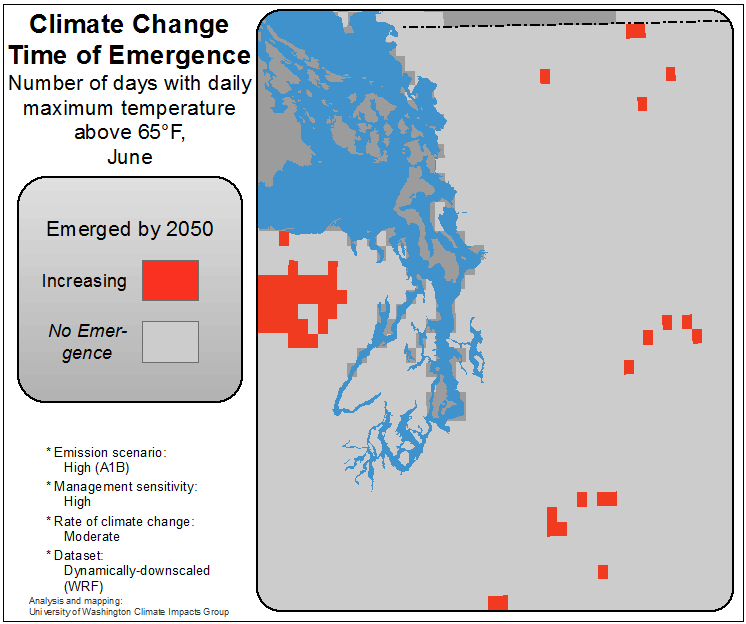 Climate Change
Time of Emergence
Number of days with daily
maximum temperature
above 65°F,
June
Emerged by 2050
Increasing
No Emer-
gence
* Emission scenario:
High (A1B)
* Management sensitivity:
High
* Rate of climate change:
Moderate
* Dataset:
Dynamically-downscaled
(WRF)
Analysis and mapping:
University of Washington Climate Impacts Group